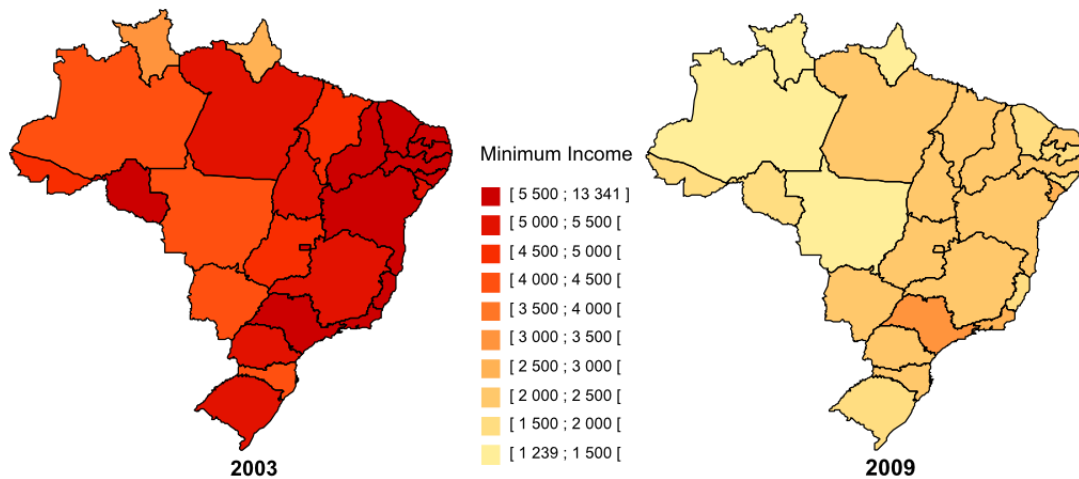 Minimum Income
[ 5 500 ; 13 341 ]
[ 5 000 ; 5 500 [
[ 4 500 ; 5 000 [
[ 4 000 ; 4 500 [
[ 3 500 ; 4 000 [
[ 3 000 ; 3 500 [
[ 2 500 ; 3 000 [
[ 2 000 ; 2 500 [
[ 1 500 ; 2 000 [
[ 1 239 ; 1 500 [
2003
2009